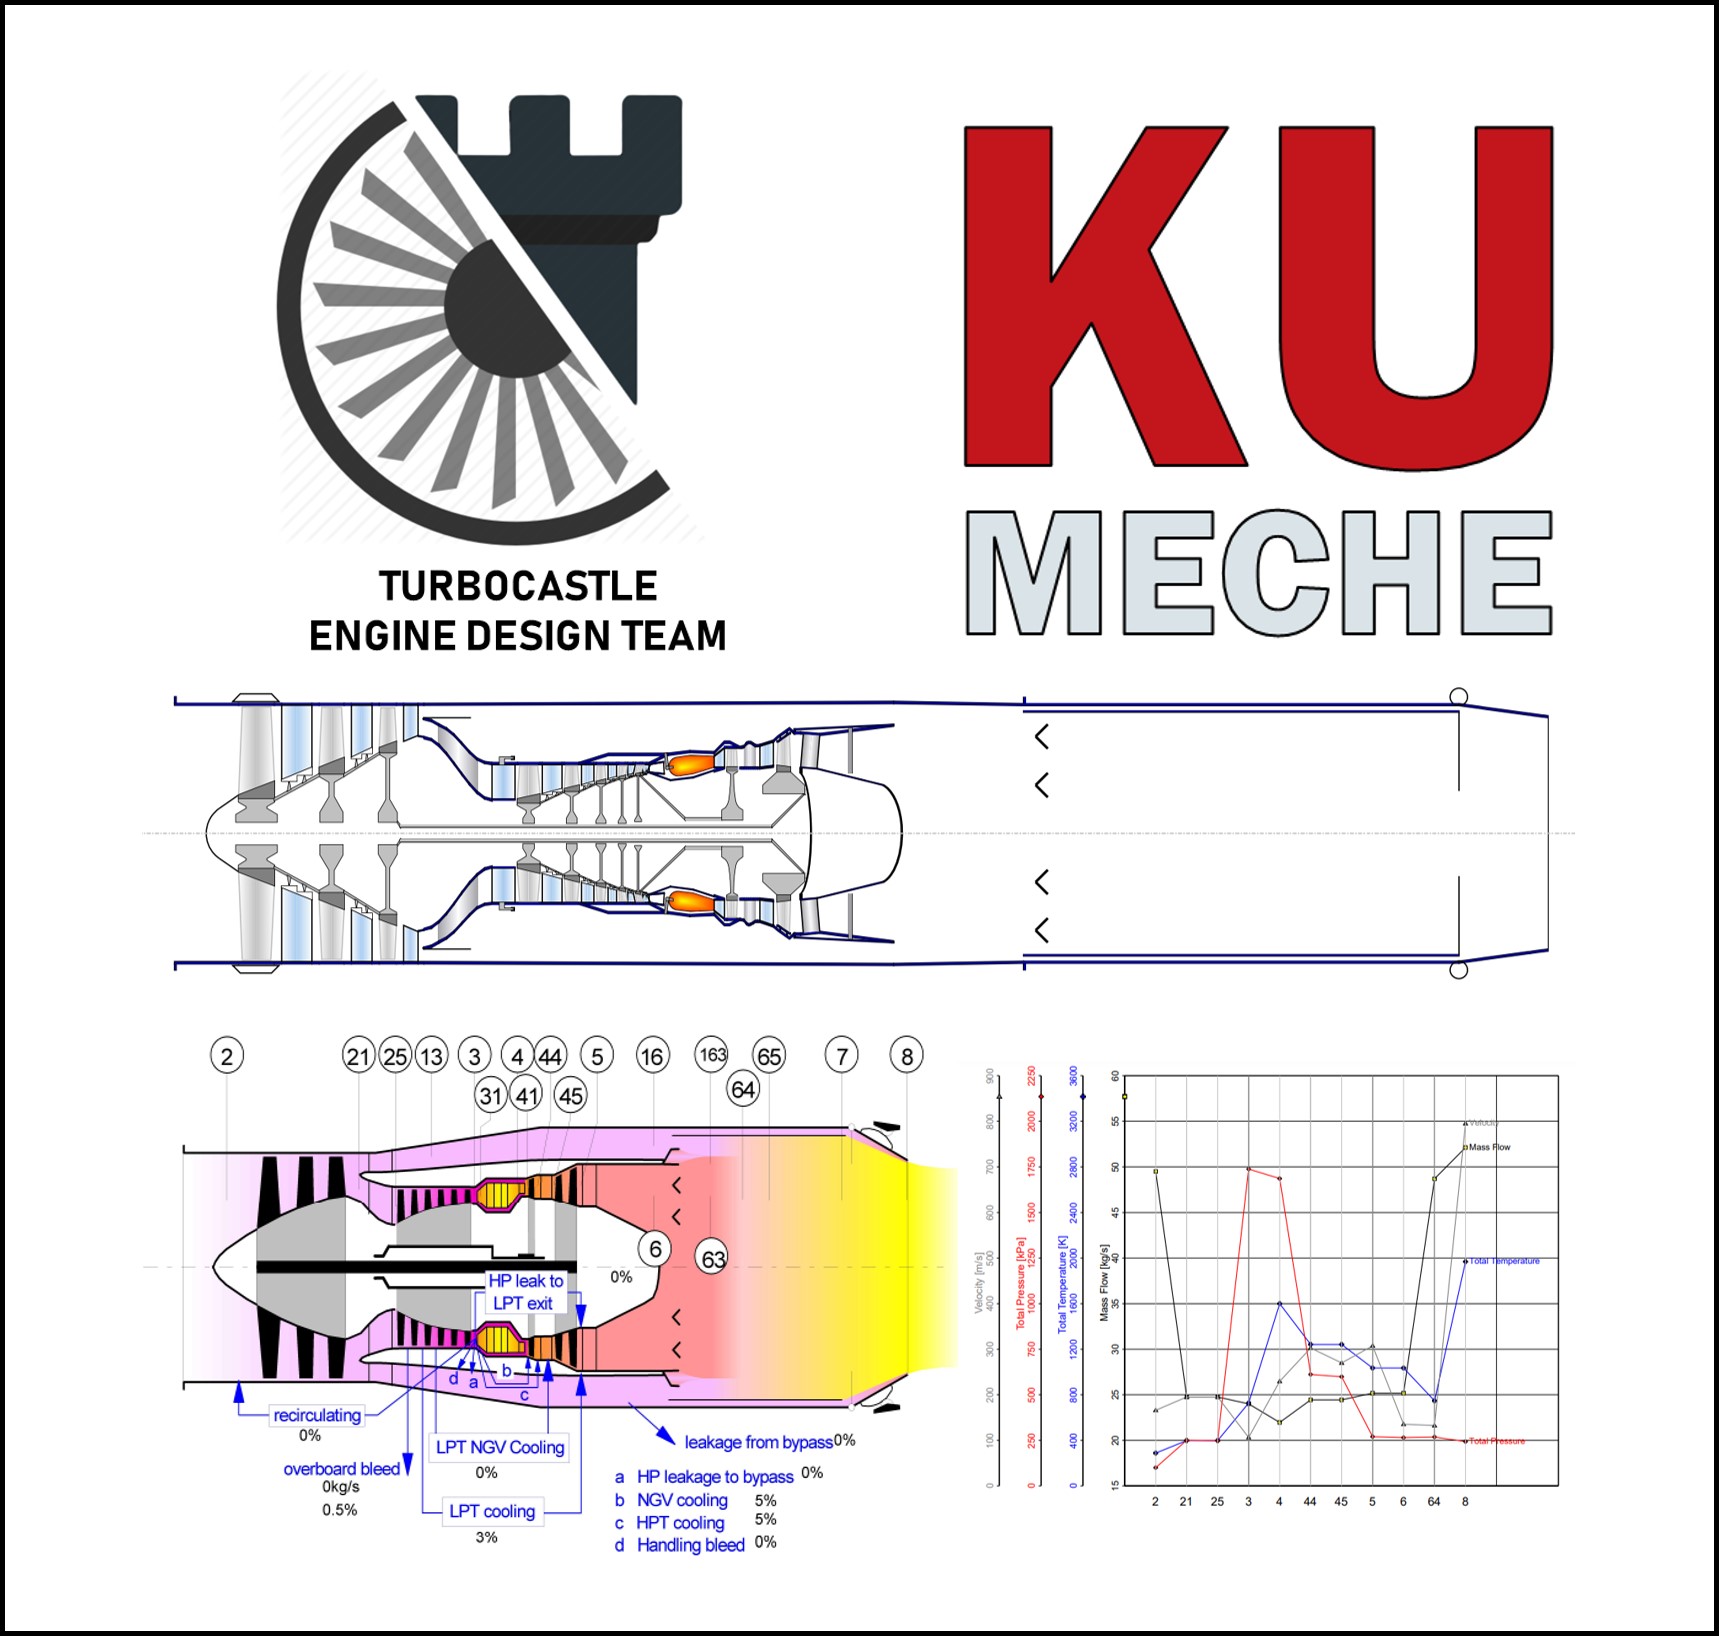 TURBOCASTLE
ENGINE DESIGN TEAM
KU
MECHE
2
21
25
13
3
4
44
5
16
163
65
7
8
31
41
45
64
6
63
0%
HP leak to
LPT exit
d
a
b
c
recirculating
0%
overboard bleed
0kg/s
0.5%
LPT NGV Cooling
0%
LPT cooling
3%
leakage from bypass 0%
a HP leakage to bypass 0%
b NGV cooling 5%
c HPT cooling 5%
d Handling bleed 0%
Velocity [m/s]
0 100 200 300 400 500 600 700 800 900
Total Pressure [kPa]
0 250 500 750 1000 1250 1500 1750 2000 2250
Total Temperature [K]
0 400 800 1200 1600 2000 2400 2800 3200 3600
Mass Flow [kg/s]
15 20 25 30 35 40 45 50 55 60
Velocity
Mass Flow
Total Temperature
Total Pressure
2 21 25 3 4 44 45 5 6 64 8